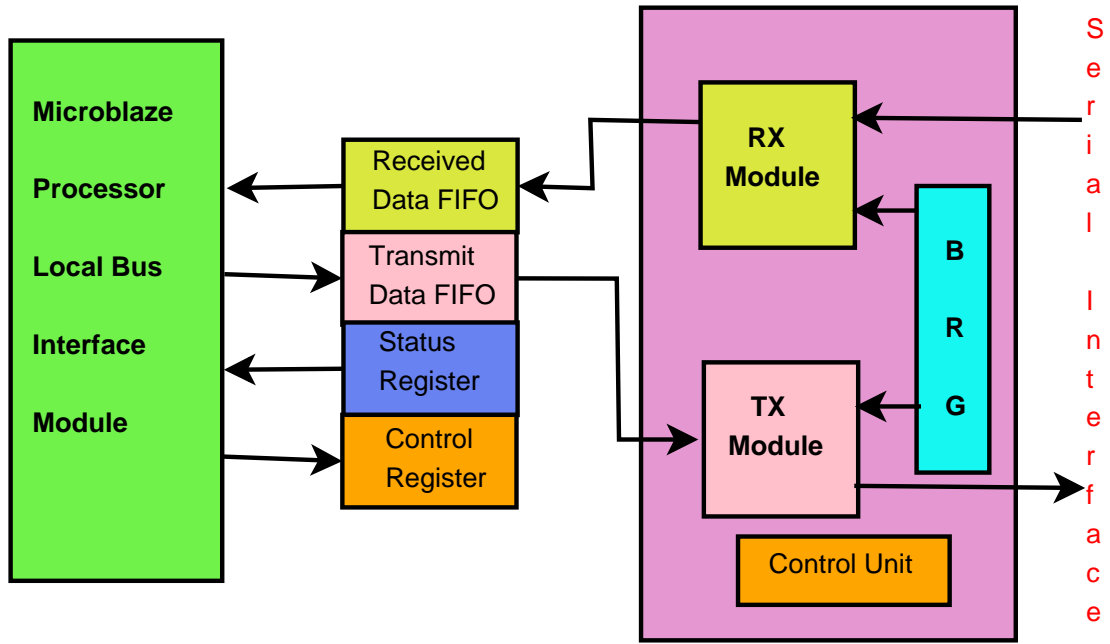 Microblaze
Processor
Local Bus
Interface
Module
Received
Data FIFO
Transmit
Data FIFO
Status
Register
Control
Register
RX
Module
TX
Module
B
R
G
Control Unit
S
e
r
i
a
l
I
n
t
e
r
f
a
c
e